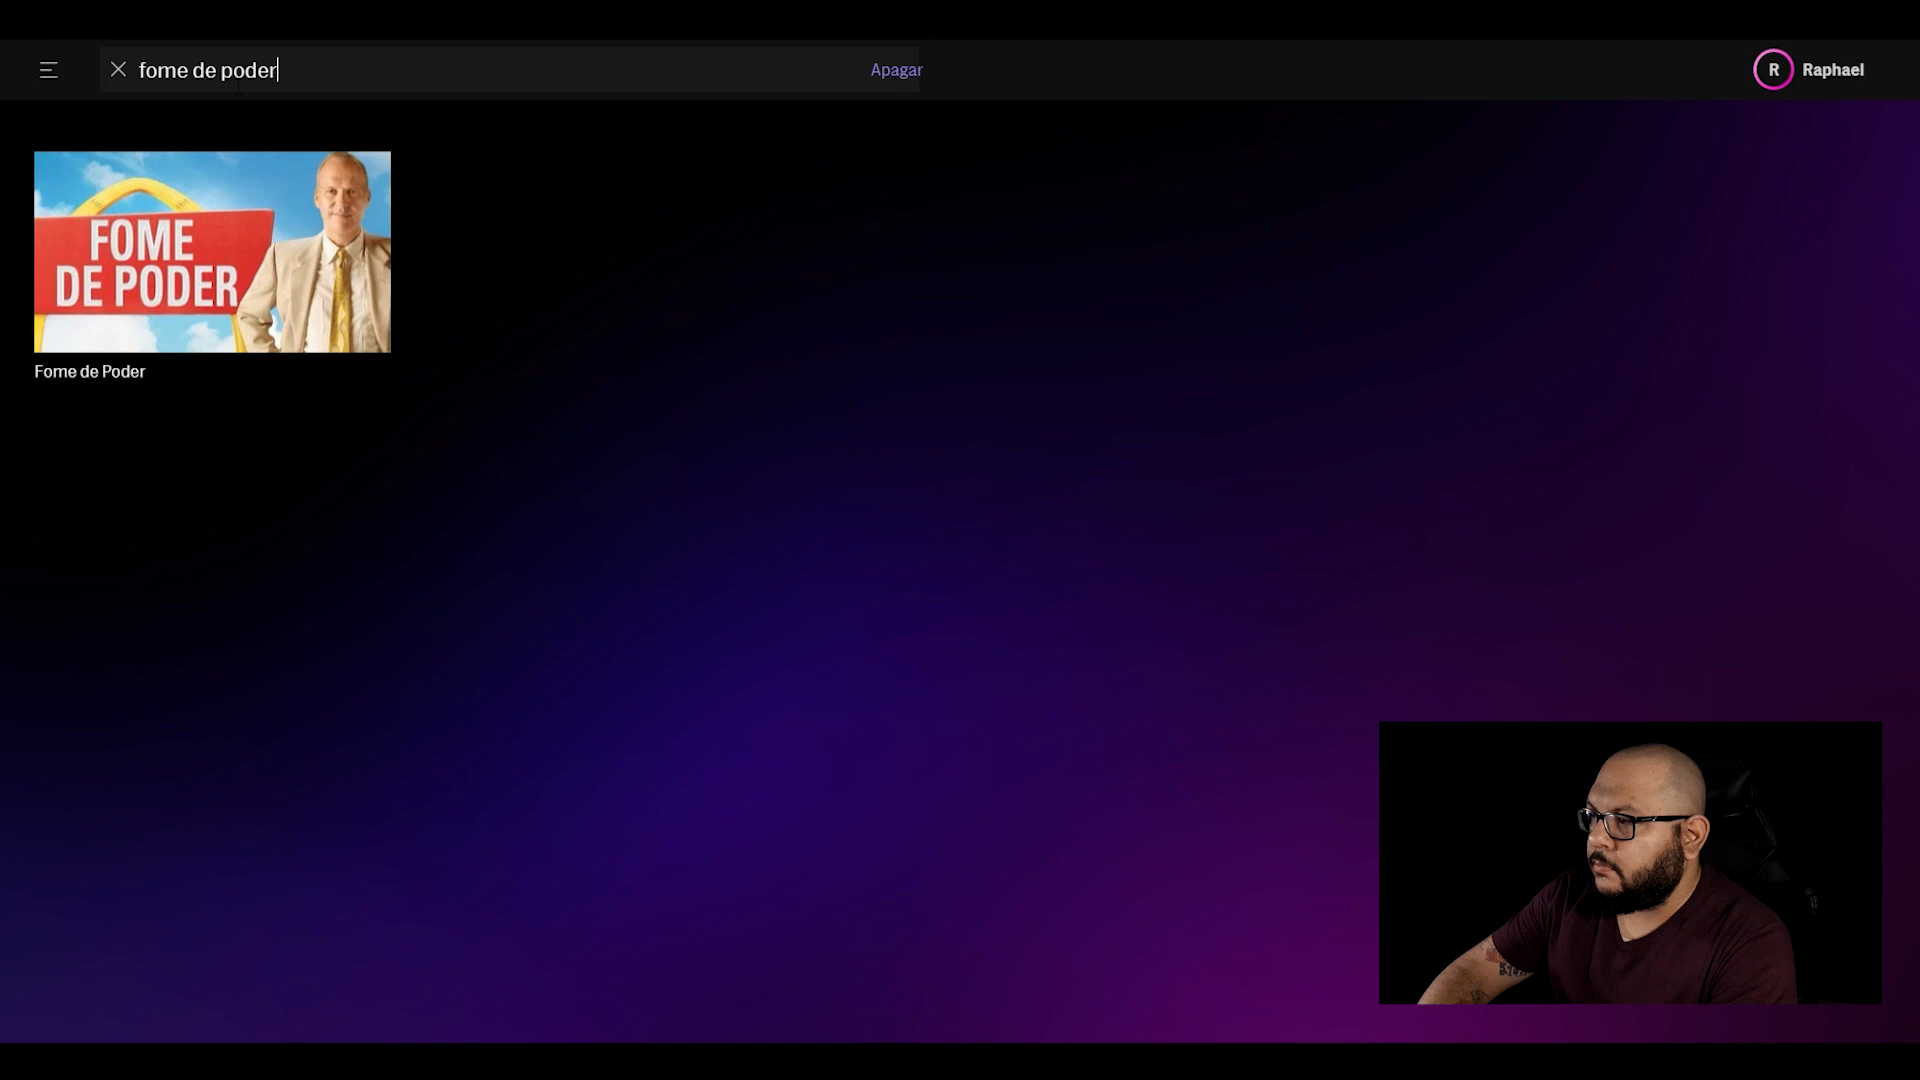 fome de poder
Apagar
R
Raphael
FOME
DE PODER
Fome de Poder